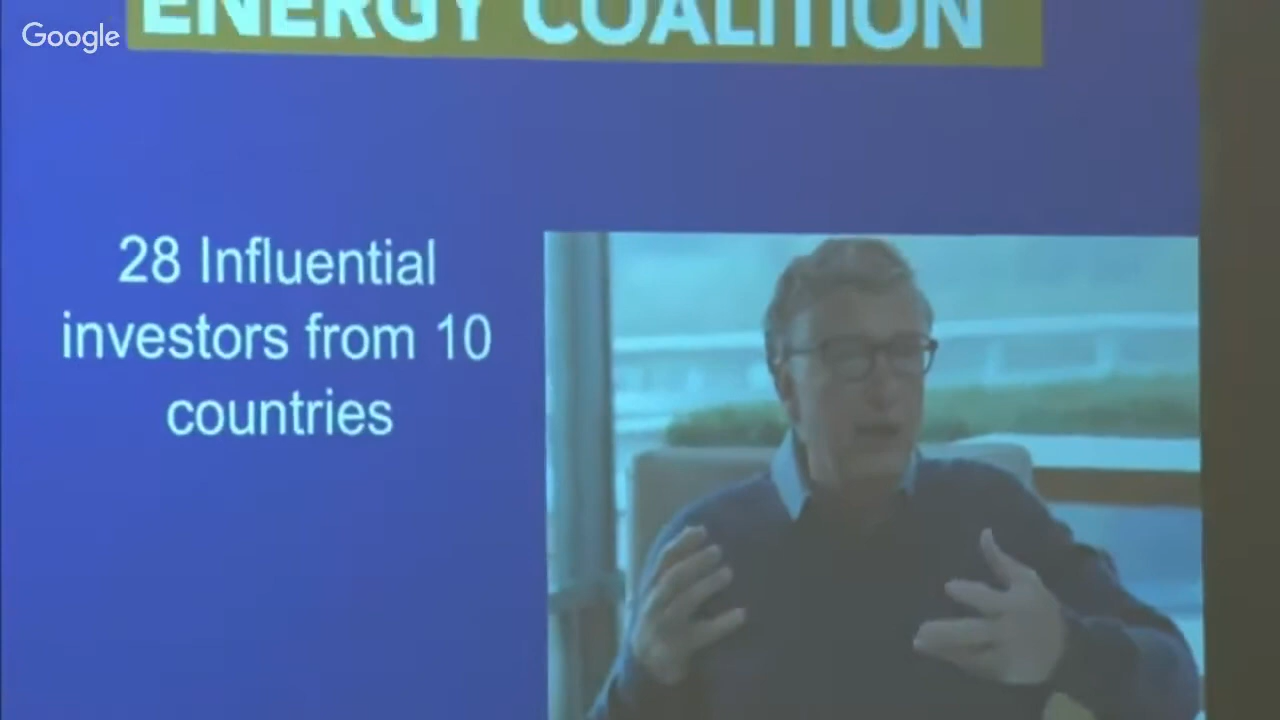 Google
ENERGY COALITION
28 Influential
investors from 10
countries